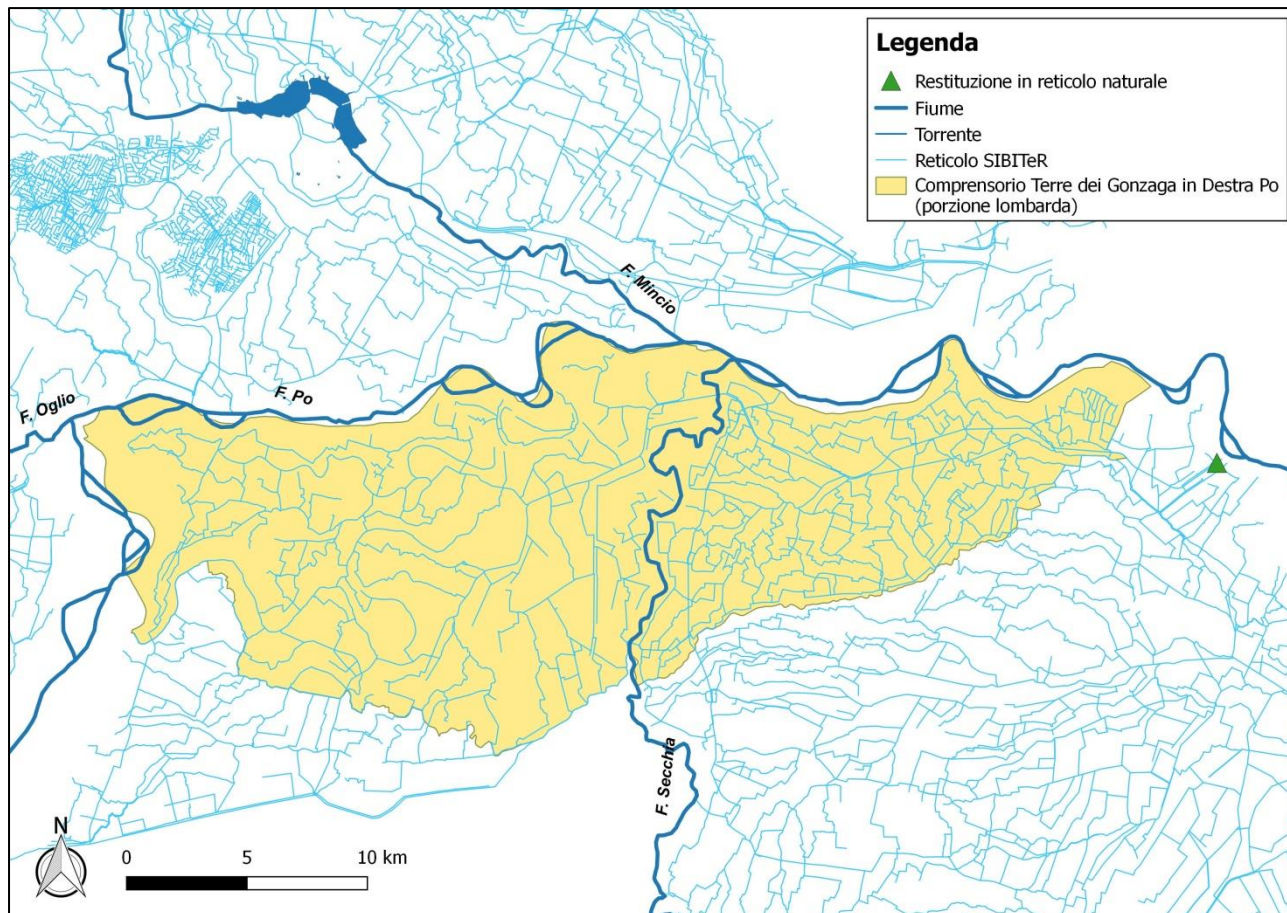 Legenda
Restituzione in reticolo naturale
Fiume
Torrente
Reticolo SIBITeR
Comprensorio Terre dei Gonzaga in Destra Po
(porzione lombarda)
F. Mincio
F. Po
F. Oglio
F. Secchia
N
0 5 10 km